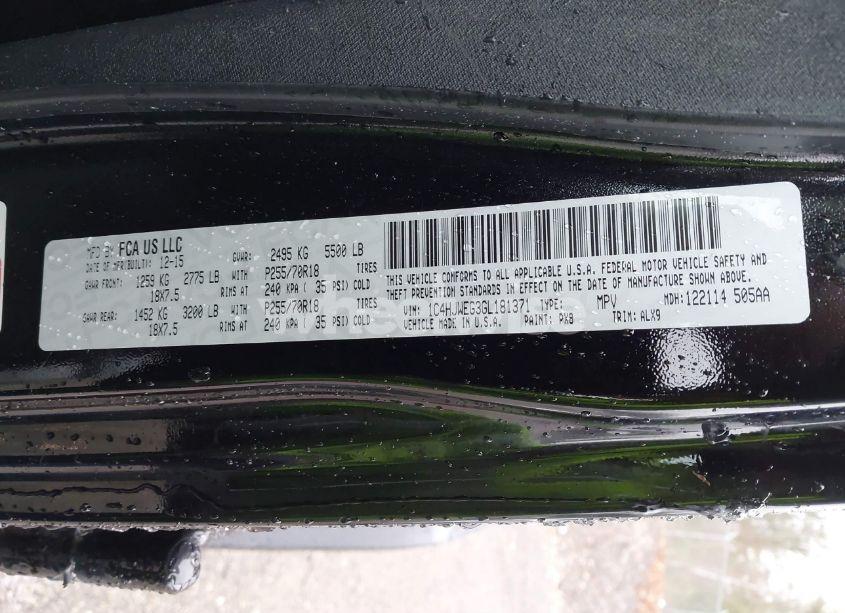 MFD BY: FCA US LLC
DATE OF MFR(BUILT): 12-15 GVWR: 2495 KG 5500 LB
GAWR FRONT: 1259 KG 2775 LB WITH P255/70R18 TIRES
18X7.5 RIMS AT 240 KPA ( 35 PSI) COLD
GAWR REAR: 1452 KG 3200 LB WITH P255/70R18 TIRES
18X7.5 RIMS AT 240 KPA ( 35 PSI) COLD
THIS VEHICLE CONFORMS TO ALL APPLICABLE U.S.A. FEDERAL MOTOR VEHICLE SAFETY AND
THEFT PREVENTION STANDARDS IN EFFECT ON THE DATE OF MANUFACTURE SHOWN ABOVE.
VIN: 1C4HJWEG3GL181371 TYPE: MPV MDH: 122114 505AA
VEHICLE MADE IN U.S.A. PAINT: PX8 TRIM: ALX9